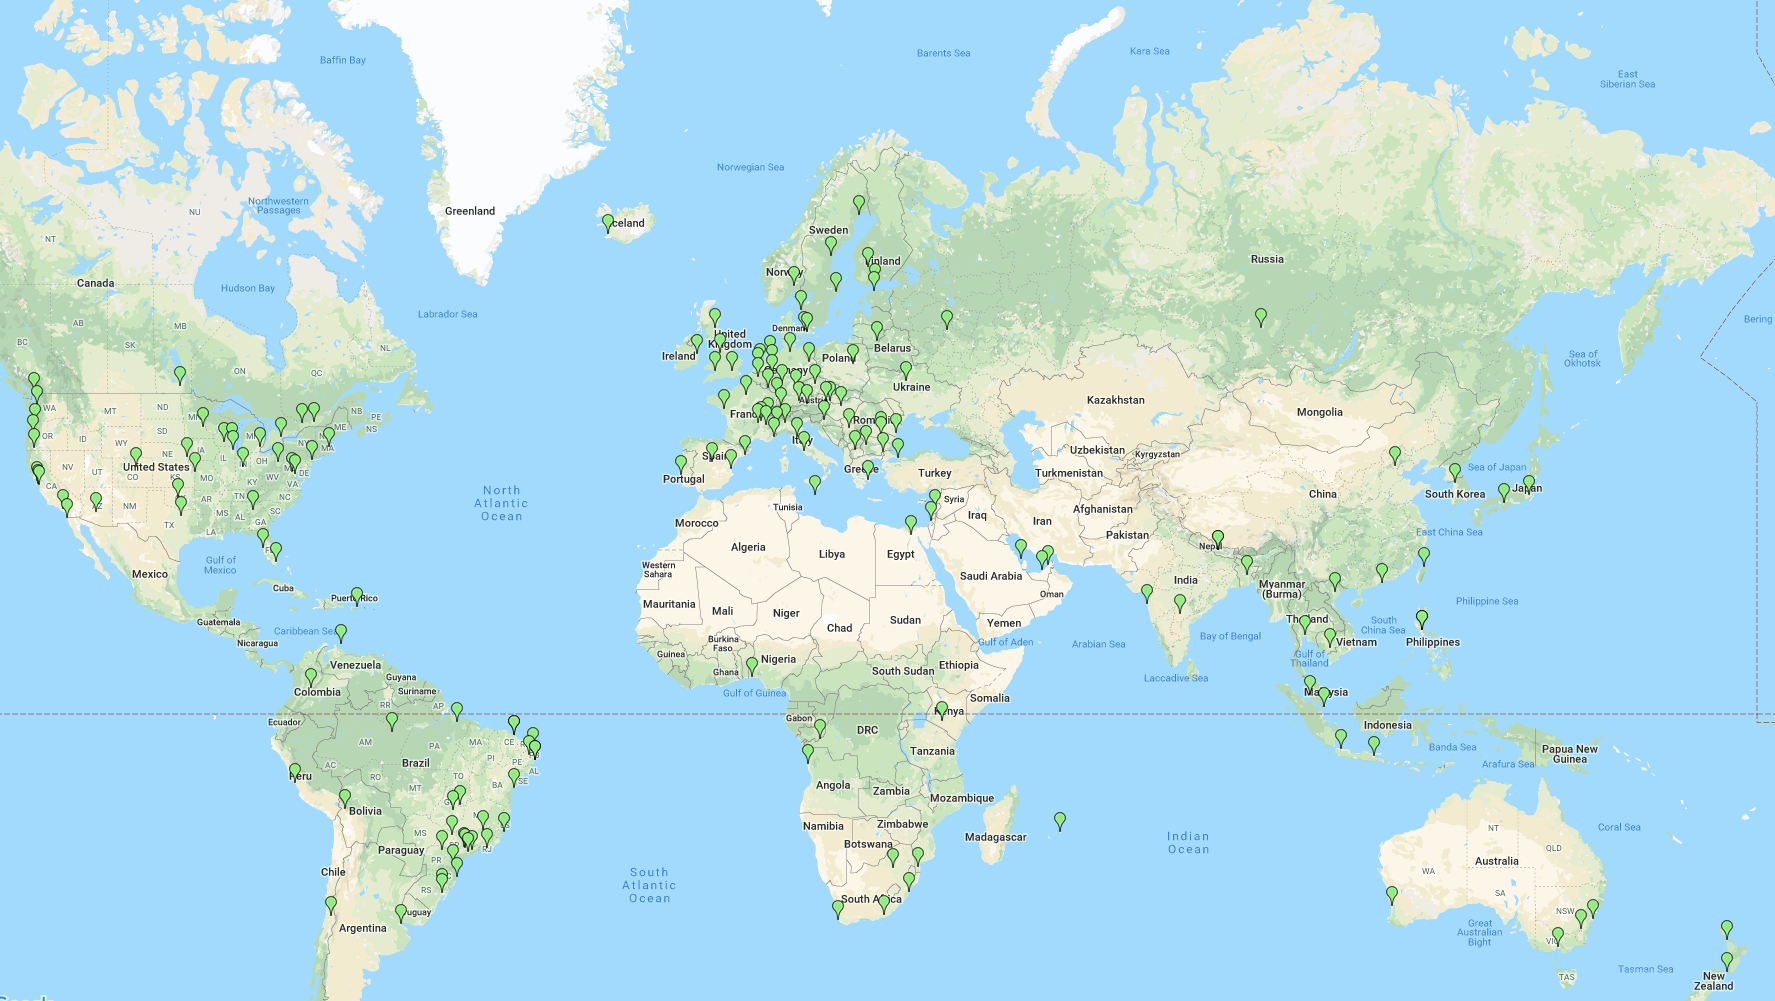 Baffin Bay
Barents Sea
Kara Sea
East
Siberian Sea
Norwegian Sea
Northwestern
Passages
NU
Greenland
Iceland
NT
Sweden
Finland
Russia
Norway
Canada
Hudson Bay
Labrador Sea
Bering
AB
MB
SK
BC
ON
QC
NL
Denmark
United
Kingdom
Ireland
Belarus
Poland
Sea of
Okhotsk
Germany
Ukraine
Kazakhstan
Mongolia
WA
MT
ND
NB
PE
NS
OR
ID
SD
WY
Austria
France
Romania
Italy
Uzbekistan
Kyrgyzstan
NE
IA
IL
OH
MA
NV
UT
United States
CO
MO
KY
WV
VA
DE
CA
Spain
Portugal
Greece
Turkey
Turkmenistan
Sea of Japan
South Korea
Japan
China
NM
AR
TN
NC
SC
MS
AL
GA
TX
LA
North
Atlantic
Ocean
Syria
Iraq
Iran
Afghanistan
Pakistan
Tunisia
Morocco
East China Sea
Nepal
Gulf of
Mexico
Algeria
Libya
Egypt
Western
Sahara
Saudi Arabia
India
Myanmar
(Burma)
Mexico
Cuba
Puerto Rico
Oman
Mauritania
Mali
Niger
Chad
Sudan
Yemen
Philippine Sea
Guatemala
Caribbean Sea
Nicaragua
Thailand
South
China Sea
Vietnam
Philippines
Gulf of
Thailand
Bay of Bengal
Arabian Sea
Gulf of Aden
Burkina
Faso
Guinea
Ghana
Nigeria
South Sudan
Ethiopia
Laccadive Sea
Venezuela
Guyana
Suriname
Colombia
Gulf of Guinea
Somalia
Malaysia
RR
AP
Ecuador
Gabon
Kenya
DRC
Indonesia
AM
PA
MA
CE
PI
PB
PE
AL
SE
Tanzania
Banda Sea
Papua New
Guinea
Arafura Sea
Peru
Brazil
AC
RO
TO
MT
BA
Angola
Zambia
Mozambique
Bolivia
Namibia
Zimbabwe
Madagascar
Indian
Ocean
Coral Sea
NT
QLD
MS
RJ
Paraguay
PR
Botswana
Australia
WA
SA
Chile
RS
South
Atlantic
Ocean
South Africa
NSW
Uruguay
Argentina
Great
Australian
Bight
VIC
TAS
Tasman Sea
New
Zealand